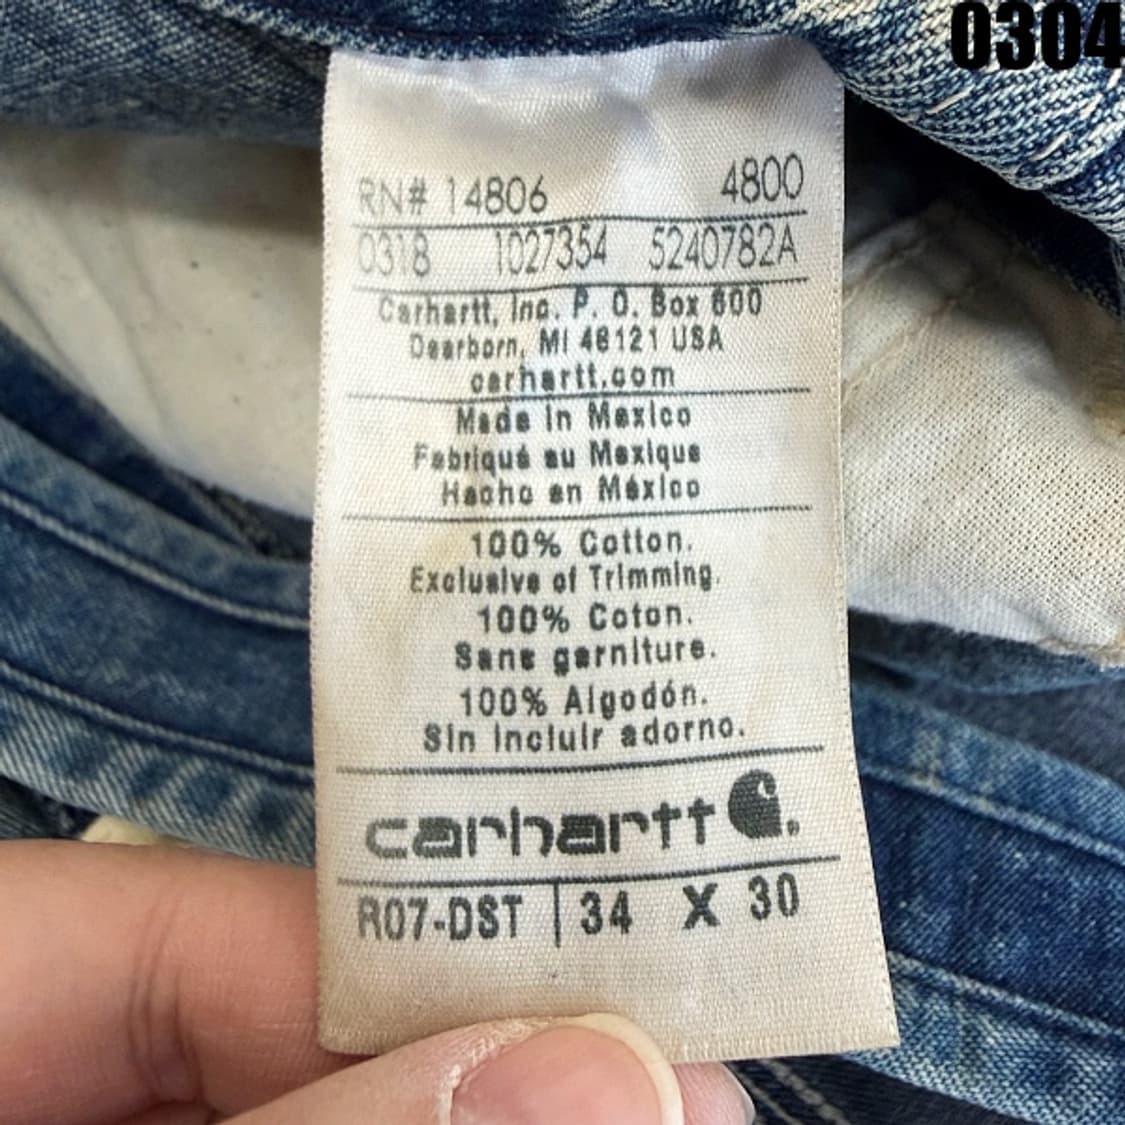 0304
RN# 14806 4800
0318 1027354 5240782A
Carhartt, Inc. P. O. Box 600
Dearborn, MI 48121 USA
carhartt.com
Made in Mexico
Fabriqué au Mexique
Hecho en México
100% Cotton.
Exclusive of Trimming.
100% Coton.
Sans garniture.
100% Algodón.
Sin incluir adorno.
carhartt
R07-DST 34 X 30